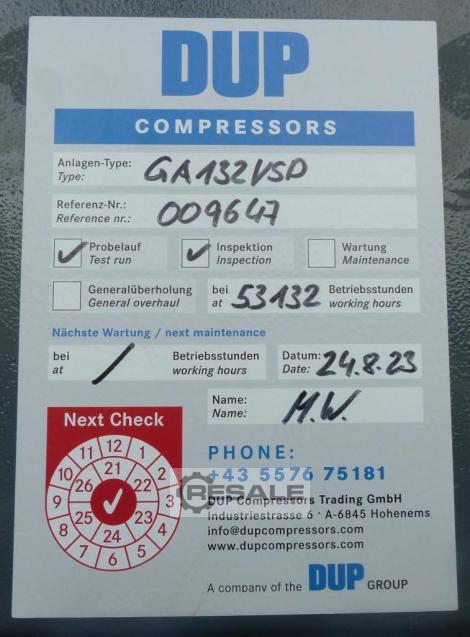 DUP
COMPRESSORS
Anlagen-Type: GA132VSD
Type:
Referenz-Nr.: 009647
Reference nr.:
Probelauf Inspektion Wartung
Test run Inspection Maintenance
Generalüberholung bei 53132 Betriebsstunden
General overhaul at working hours
Nächste Wartung / next maintenance
bei / Betriebsstunden Datum: 24.8.23
at working hours Date:
Name: M.W.
Name:
Next Check
11 12 1
10 2
9 3
8 4
7 6 5
21
26 22
25 23
24
PHONE:
+43 5576 75181
RESALE
DUP Compressors Trading GmbH
Industriestrasse 6 · A-6845 Hohenems
info@dupcompressors.com
www.dupcompressors.com
A company of the DUP GROUP